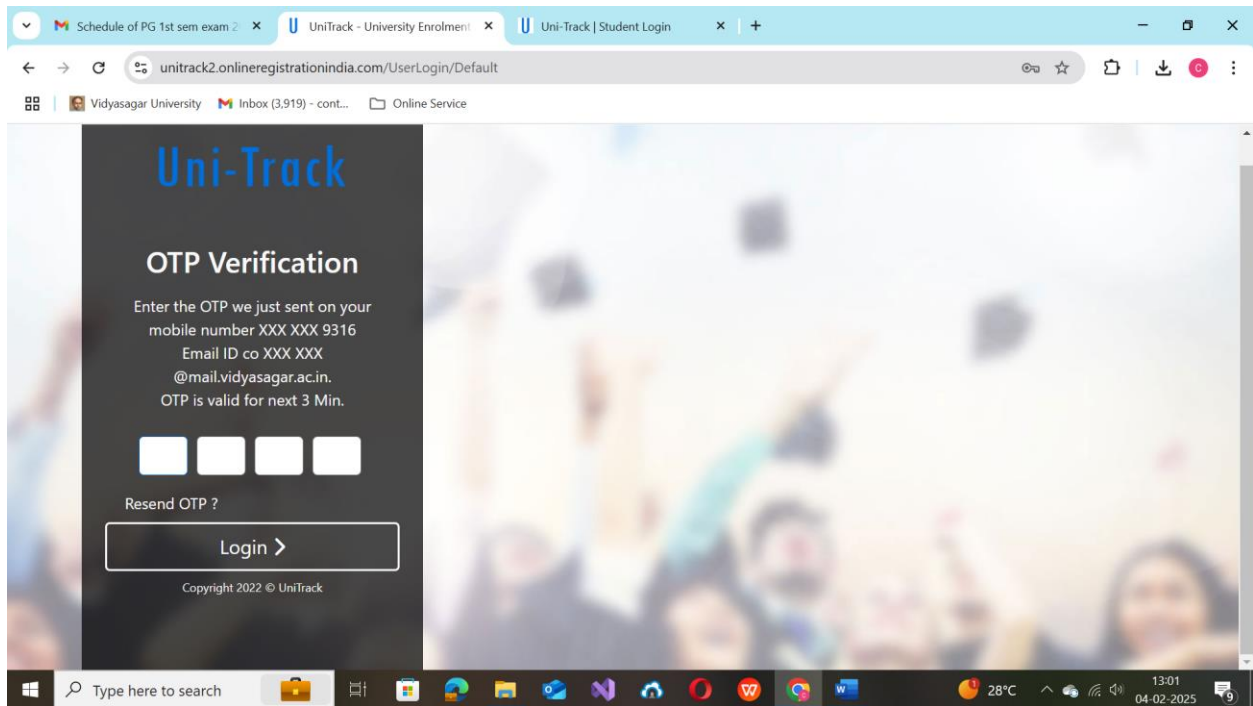 Schedule of PG 1st sem exam 2
UniTrack - University Enrolment
Uni-Track | Student Login
unitrack2.onlineregistrationindia.com/UserLogin/Default
C
Vidyasagar University
Inbox (3,919) - cont...
Online Service
Uni-Track
OTP Verification
Enter the OTP we just sent on your
mobile number XXX XXX 9316
Email ID co XXX XXX
@mail.vidyasagar.ac.in.
OTP is valid for next 3 Min.
Resend OTP ?
Login
Copyright 2022 © UniTrack
Type here to search
28°C
13:01
04-02-2025
9